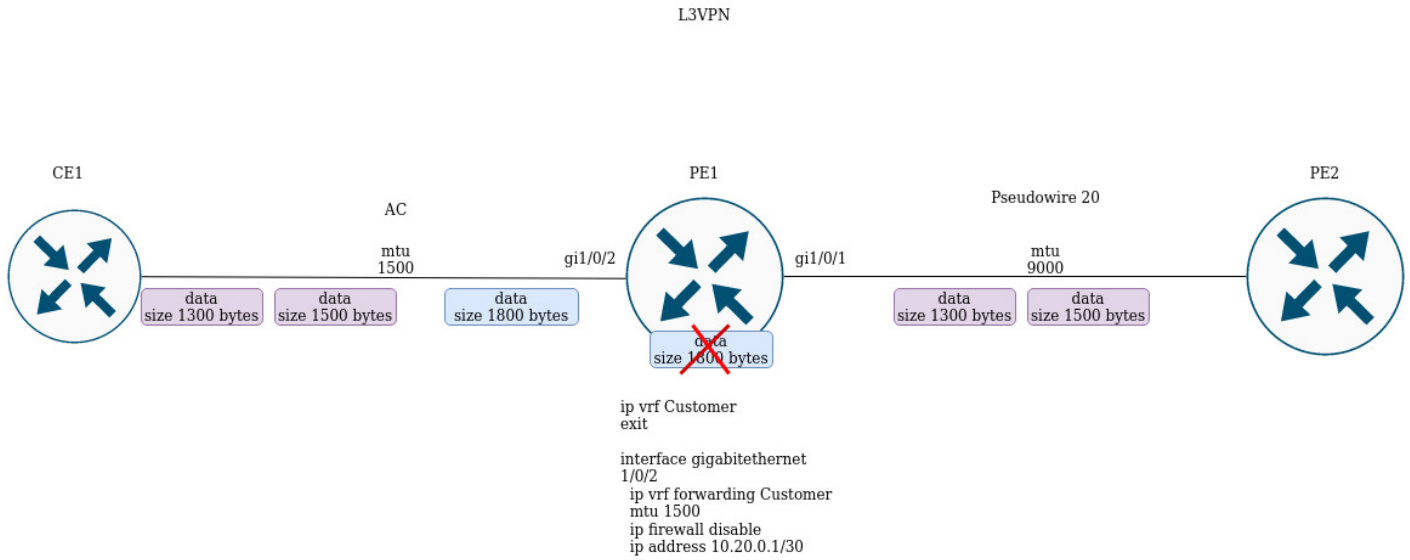 L3VPN
CE1
PE1
PE2
AC
Pseudowire 20
mtu
1500
gi1/0/2
gi1/0/1
mtu
9000
data
size 1300 bytes
data
size 1500 bytes
data
size 1800 bytes
data
size 1300 bytes
data
size 1500 bytes
data
size 1800 bytes
ip vrf Customer
exit
interface gigabitethernet
1/0/2
ip vrf forwarding Customer
mtu 1500
ip firewall disable
ip address 10.20.0.1/30